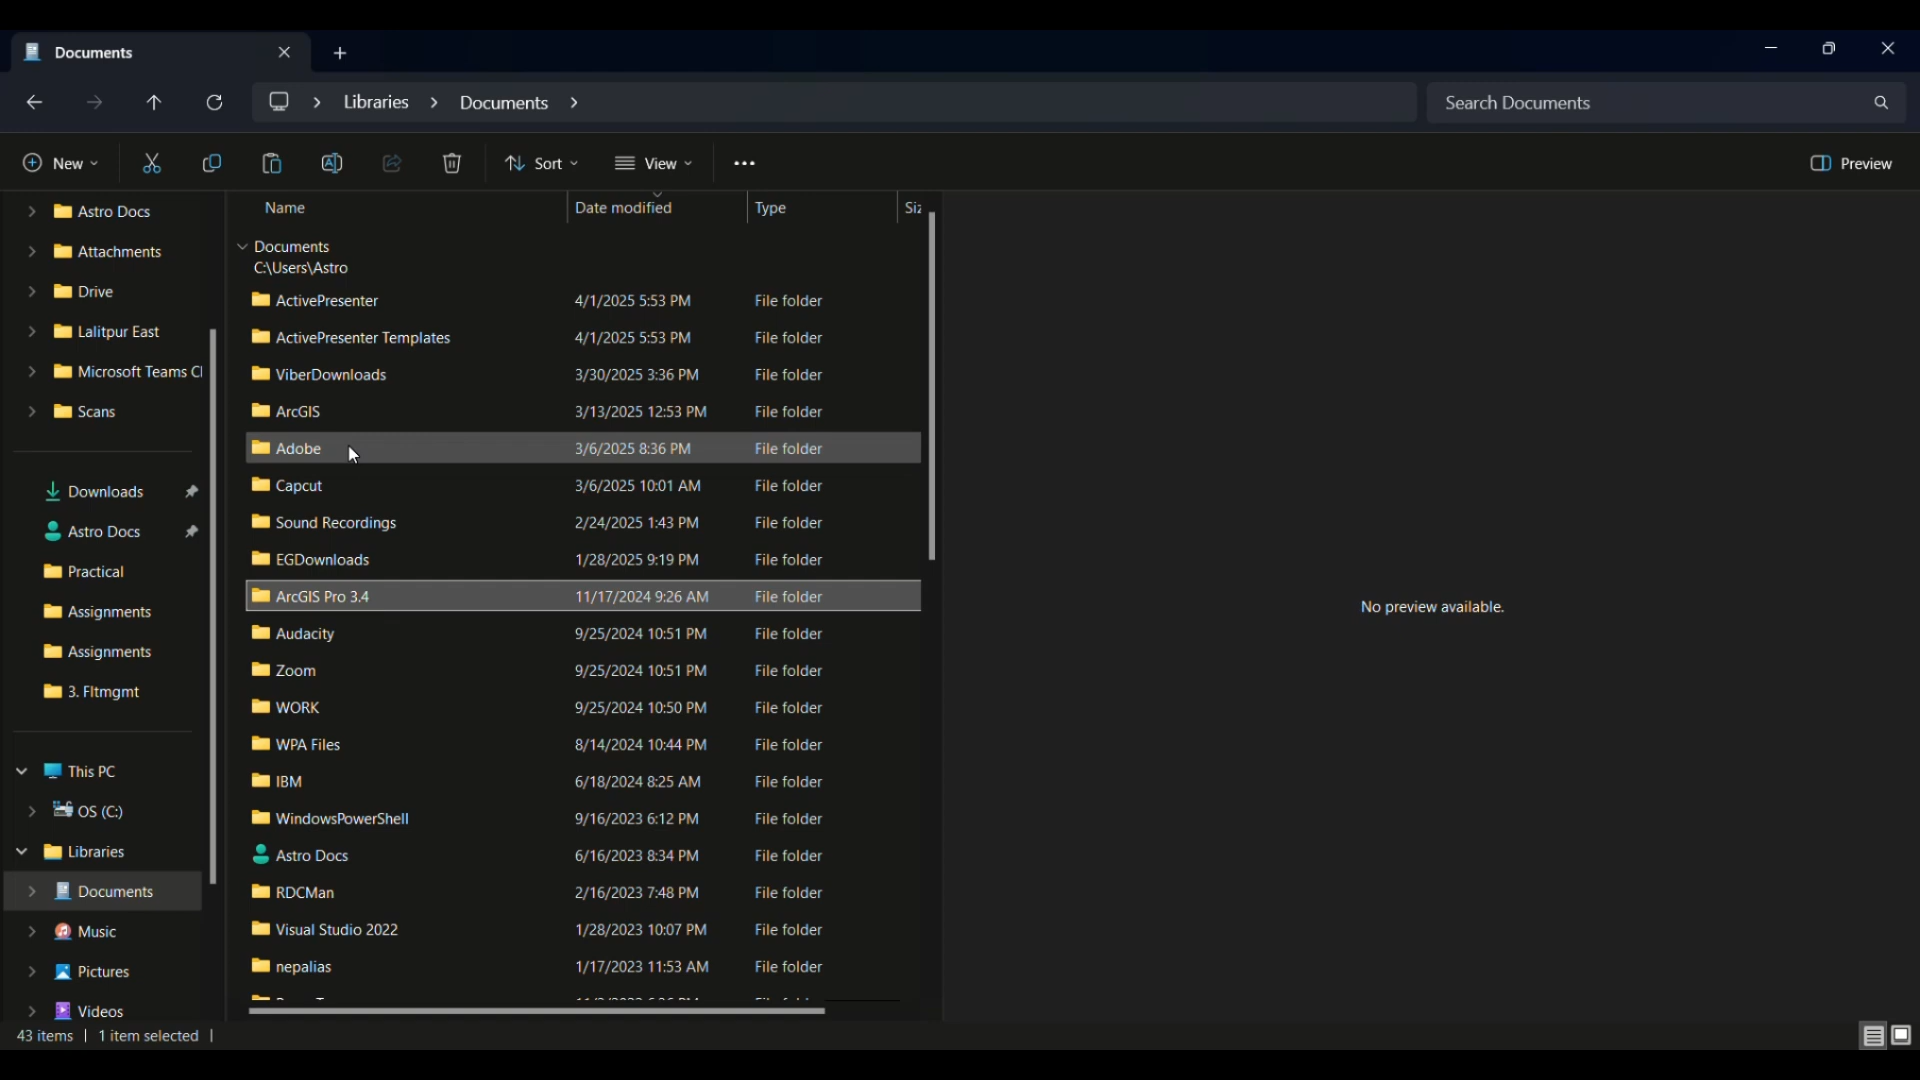 Documents
Libraries Documents
Search Documents
New
Sort
View
Preview
Astro Docs
Attachments
Drive
Lalitpur East
Microsoft Teams Cl
Scans
Downloads
Astro Docs
Practical
Assignments
Assignments
3. Fltmgmt
This PC
OS (C:)
Libraries
Documents
Music
Pictures
Videos
Name Date modified Type Siz
Documents
C:\Users\Astro
ActivePresenter 4/1/2025 5:53 PM File folder
ActivePresenter Templates 4/1/2025 5:53 PM File folder
ViberDownloads 3/30/2025 3:36 PM File folder
ArcGIS 3/13/2025 12:53 PM File folder
Adobe 3/6/2025 8:36 PM File folder
Capcut 3/6/2025 10:01 AM File folder
Sound Recordings 2/24/2025 1:43 PM File folder
EGDownloads 1/28/2025 9:19 PM File folder
ArcGIS Pro 3.4 11/17/2024 9:26 AM File folder
Audacity 9/25/2024 10:51 PM File folder
Zoom 9/25/2024 10:51 PM File folder
WORK 9/25/2024 10:50 PM File folder
WPA Files 8/14/2024 10:44 PM File folder
IBM 6/18/2024 8:25 AM File folder
WindowsPowerShell 9/16/2023 6:12 PM File folder
Astro Docs 6/16/2023 8:34 PM File folder
RDCMan 2/16/2023 7:48 PM File folder
Visual Studio 2022 1/28/2023 10:07 PM File folder
nepalias 1/17/2023 11:53 AM File folder
No preview available.
43 items 1 item selected